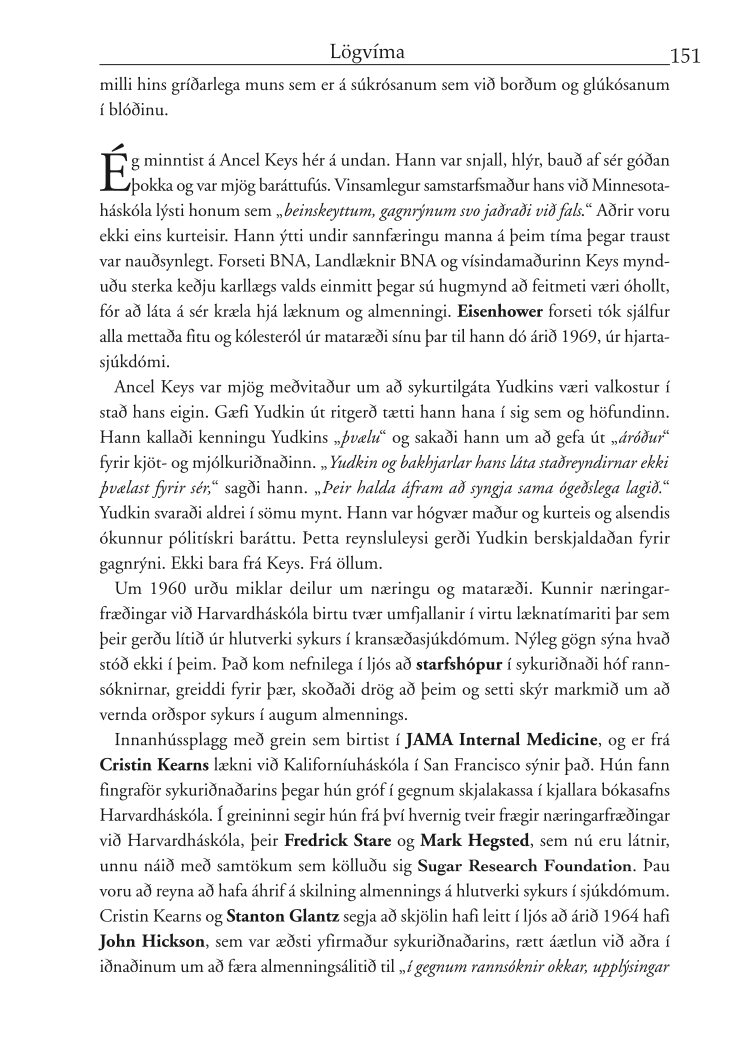 Lögvíma
151
milli hins gríðarlega muns sem er á súkrósanum sem við borðum og glúkósanum
í blóðinu.
Ég minntist á Ancel Keys hér á undan. Hann var snjall, hlýr, bauð af sér góðan
þokka og var mjög baráttufús. Vinsamlegur samstarfsmaður hans við Minnesota-
háskóla lýsti honum sem „beinskeyttum, gagnrýnum svo jaðraði við fals.“ Aðrir voru
ekki eins kurteisir. Hann ýtti undir sannfæringu manna á þeim tíma þegar traust
var nauðsynlegt. Forseti BNA, Landlæknir BNA og vísindamaðurinn Keys mynd-
uðu sterka keðju karllægs valds einmitt þegar sú hugmynd að feitmeti væri óhollt,
fór að láta á sér kræla hjá læknum og almenningi. Eisenhower forseti tók sjálfur
alla mettaða fitu og kólesteról úr mataræði sínu þar til hann dó árið 1969, úr hjarta-
sjúkdómi.
Ancel Keys var mjög meðvitaður um að sykurtilgáta Yudkins væri valkostur í
stað hans eigin. Gæfi Yudkin út ritgerð tætti hann hana í sig sem og höfundinn.
Hann kallaði kenningu Yudkins „þvælu“ og sakaði hann um að gefa út „áróður“
fyrir kjöt- og mjólkuriðnaðinn. „Yudkin og bakhjarlar hans láta staðreyndirnar ekki
þvælast fyrir sér,“ sagði hann. „Þeir halda áfram að syngja sama ógeðslega lagið.“
Yudkin svaraði aldrei í sömu mynt. Hann var hógvær maður og kurteis og alsendis
ókunnur pólitískri baráttu. Þetta reynsluleysi gerði Yudkin berskjaldaðan fyrir
gagnrýni. Ekki bara frá Keys. Frá öllum.
Um 1960 urðu miklar deilur um næringu og mataræði. Kunnir næringar-
fræðingar við Harvardháskóla birtu tvær umfjallanir í virtu læknatímariti þar sem
þeir gerðu lítið úr hlutverki sykurs í kransæðasjúkdómum. Nýleg gögn sýna hvað
stóð ekki í þeim. Það kom nefnilega í ljós að starfshópur í sykuriðnaði hóf rann-
sóknirnar, greiddi fyrir þær, skoðaði drög að þeim og setti skýr markmið um að
vernda orðspor sykurs í augum almennings.
Innanhússplagg með grein sem birtist í JAMA Internal Medicine, og er frá
Cristin Kearns lækni við Kaliforníuháskóla í San Francisco sýnir það. Hún fann
fingraför sykuriðnaðarins þegar hún gróf í gegnum skjalakassa í kjallara bókasafns
Harvardháskóla. Í greininni segir hún frá því hvernig tveir frægir næringarfræðingar
við Harvardháskóla, þeir Fredrick Stare og Mark Hegsted, sem nú eru látnir,
unnu náið með samtökum sem kölluðu sig Sugar Research Foundation. Þau
voru að reyna að hafa áhrif á skilning almennings á hlutverki sykurs í sjúkdómum.
Cristin Kearns og Stanton Glantz segja að skjölin hafi leitt í ljós að árið 1964 hafi
John Hickson, sem var æðsti yfirmaður sykuriðnaðarins, rætt áætlun við aðra í
iðnaðinum um að færa almenningsálitið til „í gegnum rannsóknir okkar, upplýsingar